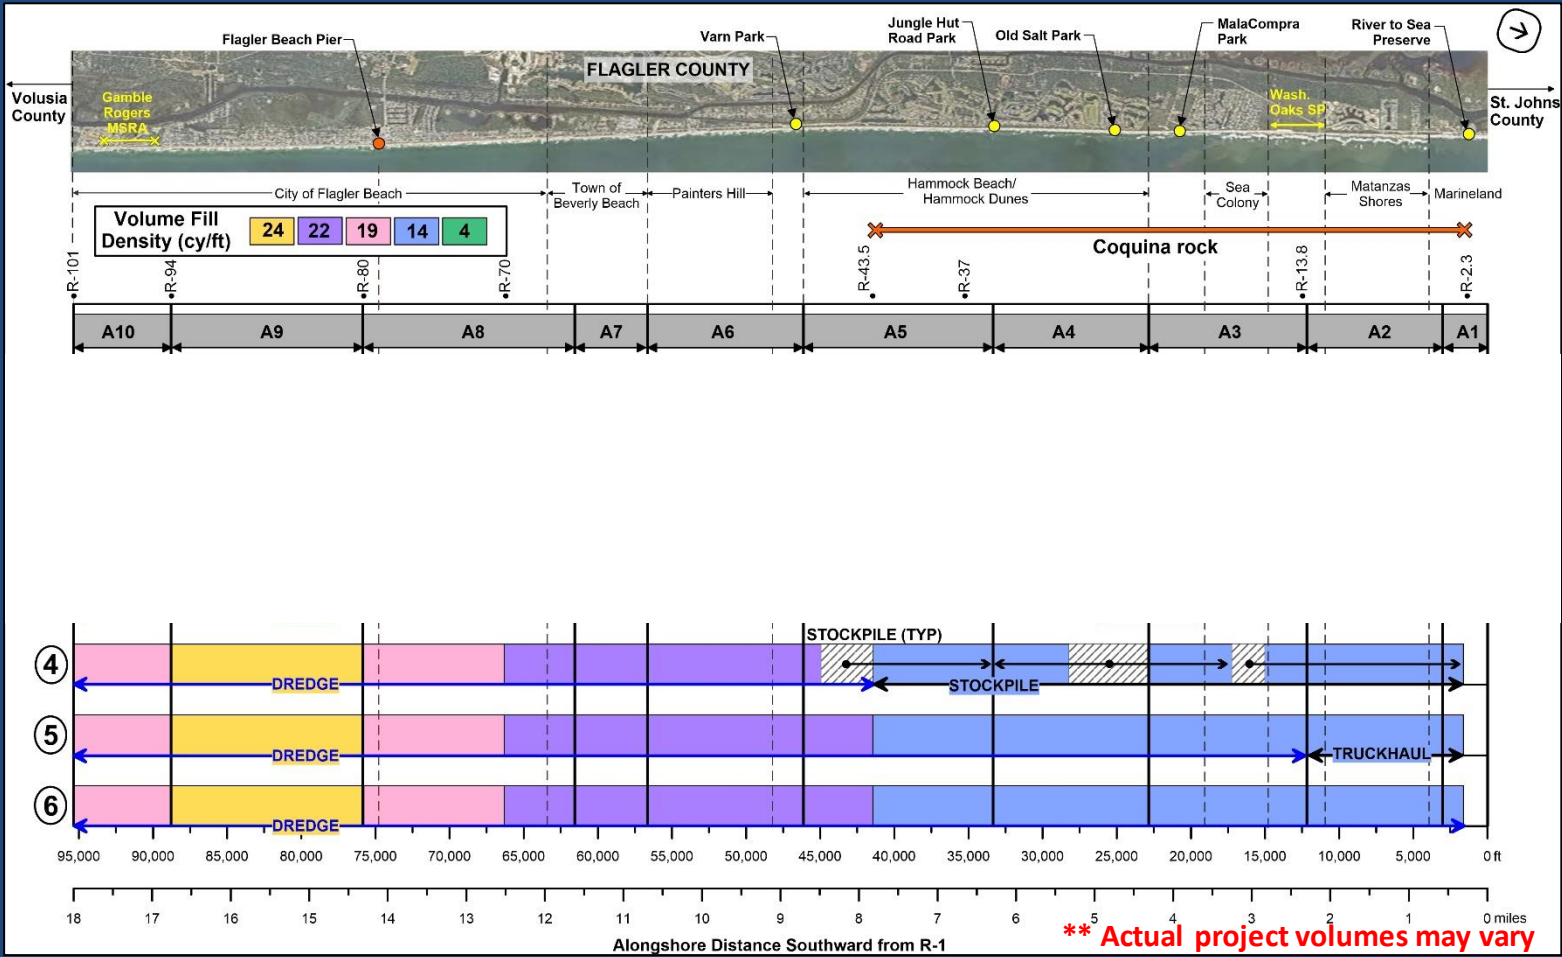 Flagler Beach Pier
Varn Park
Jungle Hut
Road Park
Old Salt Park
MalaCompra
Park
River to Sea
Preserve
FLAGLER COUNTY
Volusia
County
Gamble
Rogers
MSRA
Wash.
Oaks SP
St. Johns
County
City of Flagler Beach
Town of
Beverly Beach
Painters Hill
Hammock Beach/
Hammock Dunes
Sea
Colony
Matanzas
Shores
Marineland
Volume Fill
Density (cy/ft)
24 22 19 14 4
Coquina rock
R-101
R-94
R-80
R-70
R-43.5
R-37
R-13.8
R-2.3
A10 A9 A8 A7 A6 A5 A4 A3 A2 A1
STOCKPILE (TYP)
4
DREDGE
STOCKPILE
5
DREDGE
TRUCKHAUL
6
DREDGE
95,000 90,000 85,000 80,000 75,000 70,000 65,000 60,000 55,000 50,000 45,000 40,000 35,000 30,000 25,000 20,000 15,000 10,000 5,000 0 ft
18 17 16 15 14 13 12 11 10 9 8 7 6 5 4 3 2 1 0 miles
Alongshore Distance Southward from R-1
** Actual project volumes may vary